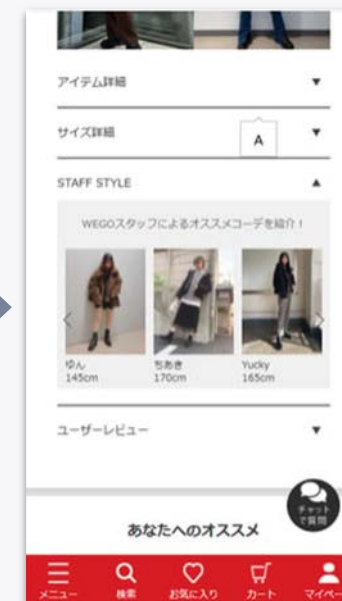 アイテム詳細 ▼
サイズ詳細 ▼
A
STAFF STYLE ▲
WEGOスタッフによるオススメコーデを紹介！
ゆん
145cm
ちあき
170cm
Yucky
165cm
ユーザーレビュー ▼
チャット
で質問
あなたへのオススメ
メニュー 検索 お気に入り カート マイペー